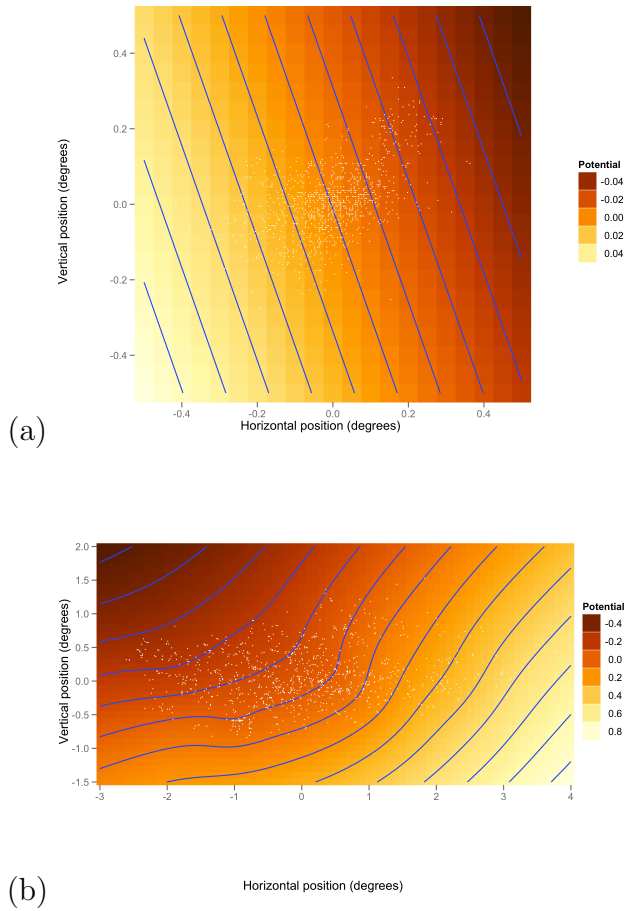 0.4
0.2
0.0
-0.2
-0.4
Vertical position (degrees)
-0.4 -0.2 0.0 0.2 0.4
Horizontal position (degrees)
Potential
-0.04
-0.02
0.00
0.02
0.04
(a)
2.0
1.5
1.0
0.5
0.0
-0.5
-1.0
-1.5
Vertical position (degrees)
-3 -2 -1 0 1 2 3 4
Potential
-0.4
-0.2
0.0
0.2
0.4
0.6
0.8
(b)
Horizontal position (degrees)